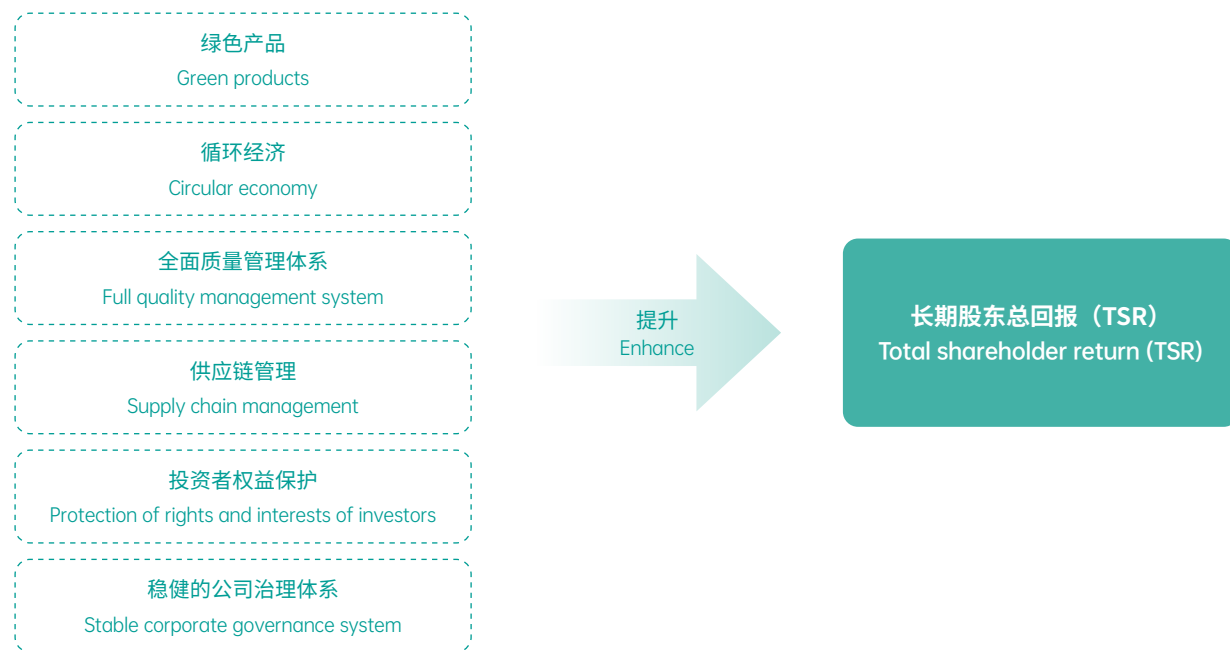 绿色产品
Green products
循环经济
Circular economy
全面质量管理体系
Full quality management system
供应链管理
Supply chain management
投资者权益保护
Protection of rights and interests of investors
稳健的公司治理体系
Stable corporate governance system
提升
Enhance
长期股东总回报（TSR）
Total shareholder return (TSR)